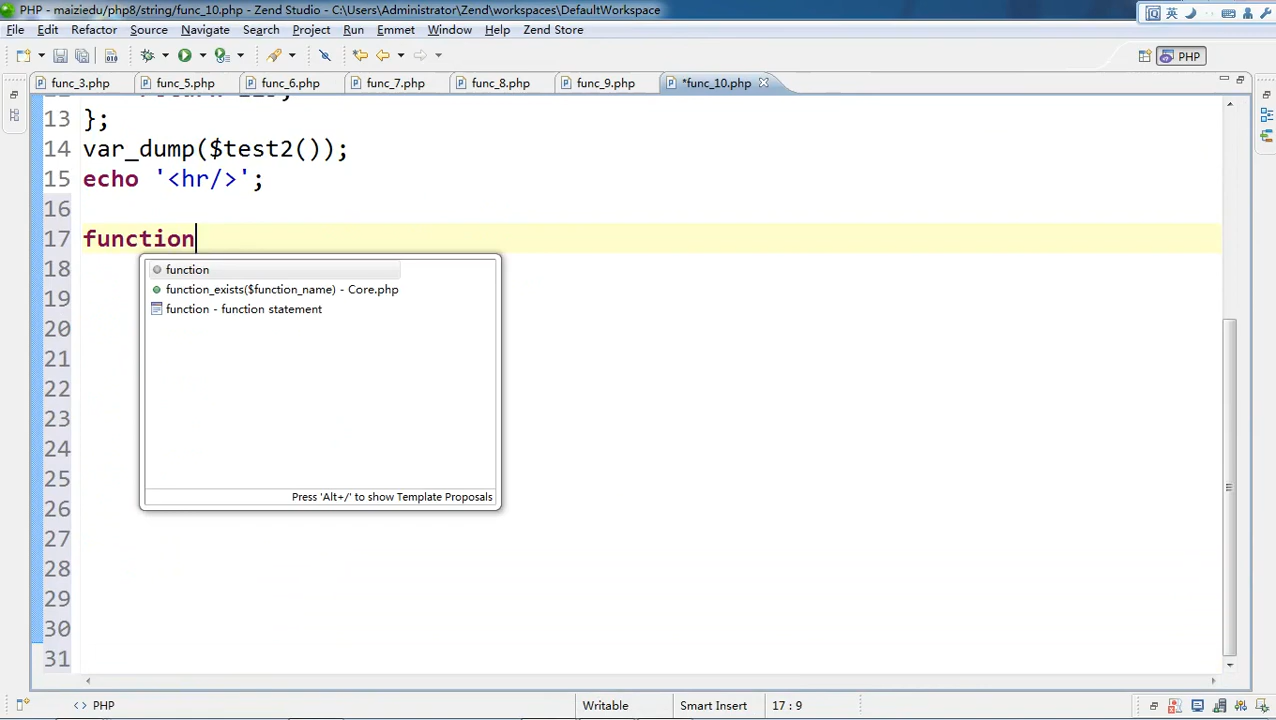 PHP - maiziedu/php8/string/func_10.php - Zend Studio - C:\Users\Administrator\Zend\workspaces\DefaultWorkspace
英
File Edit Refactor Source Navigate Search Project Run Emmet Window Help Zend Store
PHP
func_3.php func_5.php func_6.php func_7.php func_8.php func_9.php *func_10.php
13 };
14 var_dump($test2());
15 echo '<hr/>';
16
17 function
18
19
20
21
22
23
24
25
26
27
28
29
30
31
function
function_exists($function_name) - Core.php
function - function statement
Press 'Alt+/' to show Template Proposals
<> PHP
Writable
Smart Insert
17 : 9